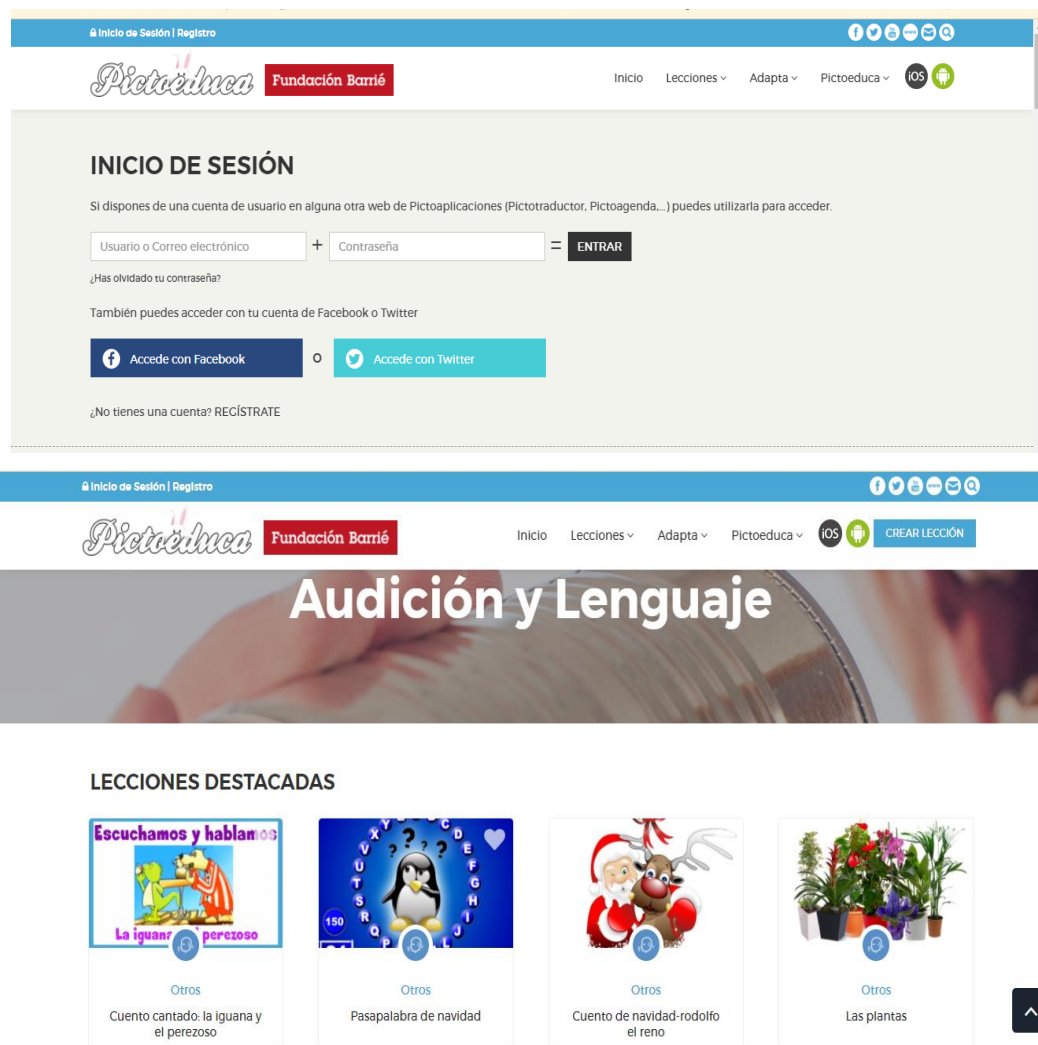 Inicio de Sesión | Registro
Pictoeduca Fundación Barrié Inicio Lecciones Adapta Pictoeduca iOS
INICIO DE SESIÓN
Si dispones de una cuenta de usuario en alguna otra web de Pictoaplicaciones (Pictotraductor, Pictoagenda,...) puedes utilizarla para acceder.
Usuario o Correo electrónico + Contraseña = ENTRAR
¿Has olvidado tu contraseña?
También puedes acceder con tu cuenta de Facebook o Twitter
Accede con Facebook o Accede con Twitter
¿No tienes una cuenta? REGÍSTRATE
Inicio de Sesión | Registro
Pictoeduca Fundación Barrié Inicio Lecciones Adapta Pictoeduca iOS CREAR LECCIÓN
Audición y Lenguaje
LECCIONES DESTACADAS
Escuchamos y hablamos
La iguana perezoso
X Y C D E F G H I J L P Q R S T U V
? ? ? ?
150
Otros Otros Otros Otros
Cuento cantado: la iguana y Pasapalabra de navidad Cuento de navidad-rodolfo Las plantas
el perezoso el reno